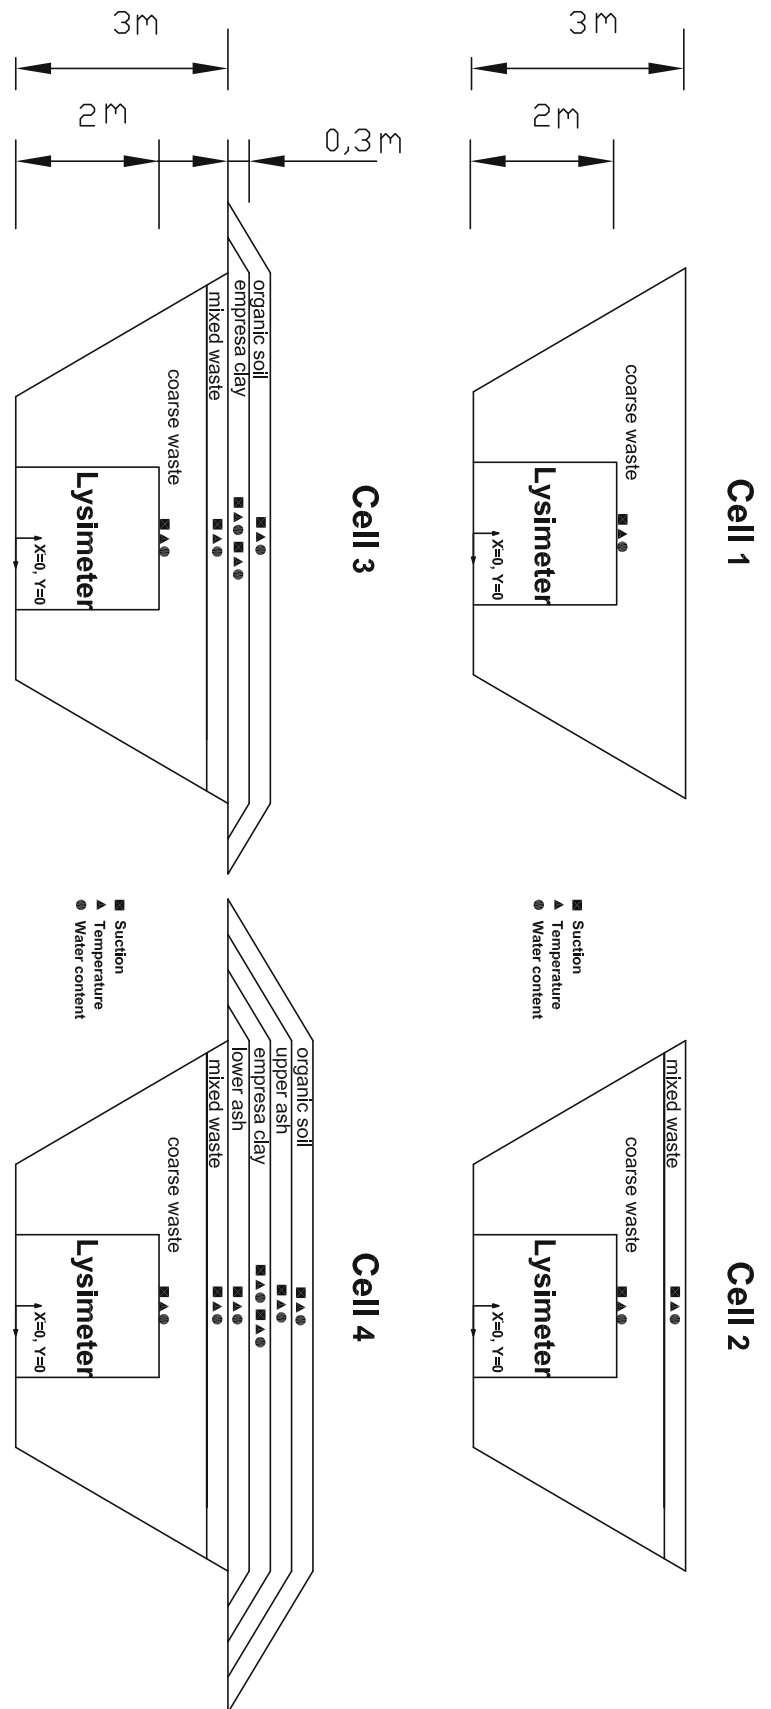 Cell 1
3m
2m
coarse waste
Lysimeter
X=0, Y=0
Suction
Temperature
Water content
Cell 2
mixed waste
coarse waste
Lysimeter
X=0, Y=0
Cell 3
3m
2m
0,3m
organic soil
empresa clay
mixed waste
coarse waste
Lysimeter
X=0, Y=0
Suction
Temperature
Water content
Cell 4
organic soil
upper ash
empresa clay
lower ash
mixed waste
coarse waste
Lysimeter
X=0, Y=0